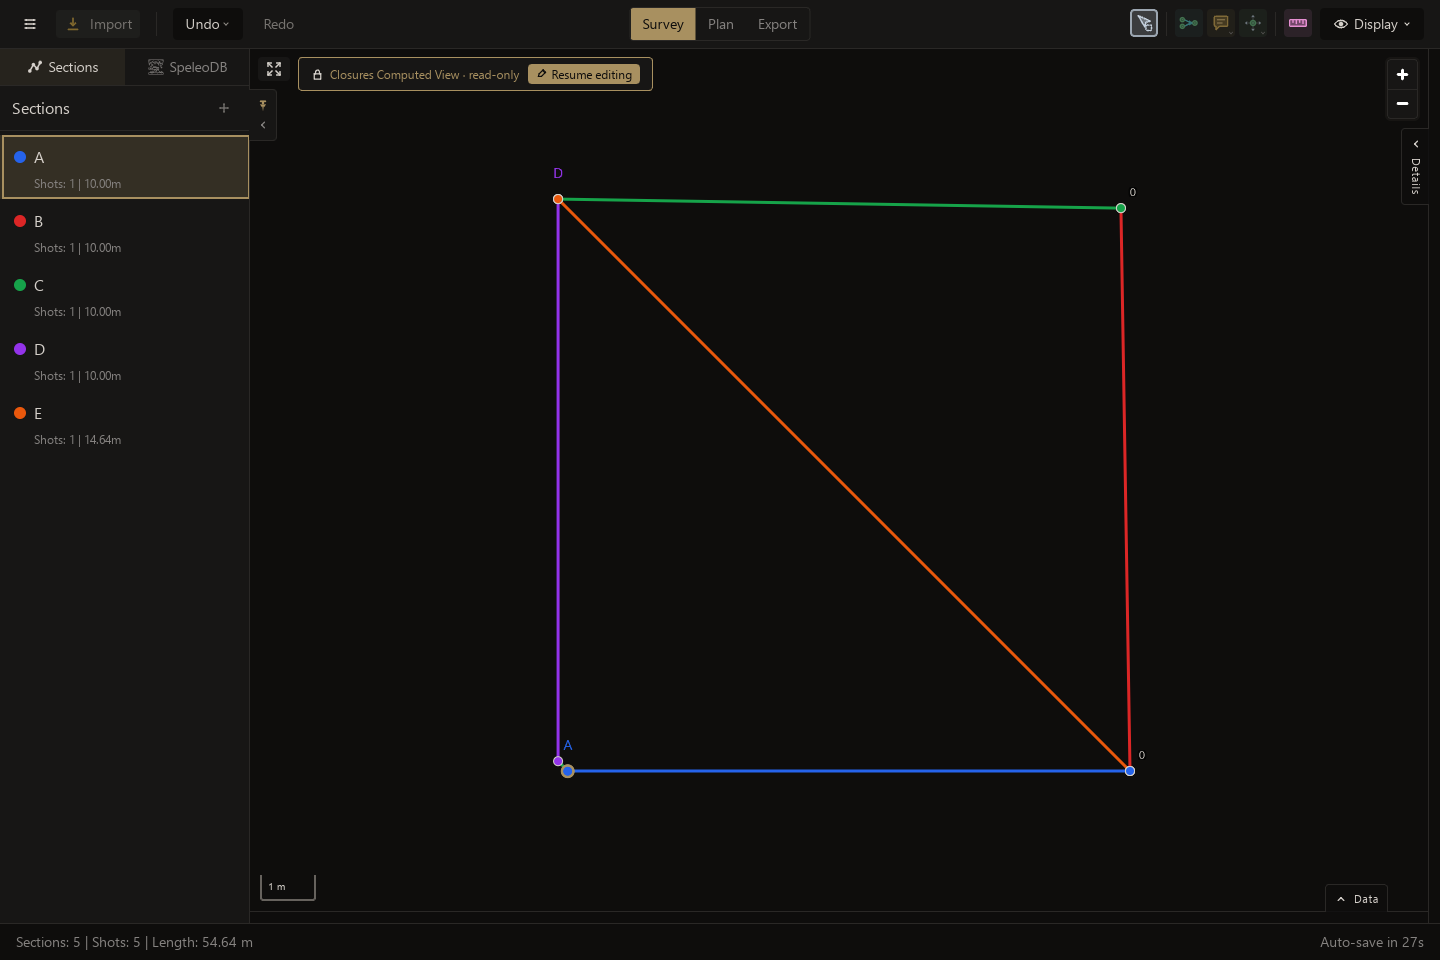 Import
Undo
Redo
Survey
Plan
Export
Display
Sections
SpeleoDB
Closures Computed View · read-only
Resume editing
Sections
A
Shots: 1 | 10.00m
B
Shots: 1 | 10.00m
C
Shots: 1 | 10.00m
D
Shots: 1 | 10.00m
E
Shots: 1 | 14.64m
D
0
A
0
Details
1 m
Data
Sections: 5 | Shots: 5 | Length: 54.64 m
Auto-save in 27s